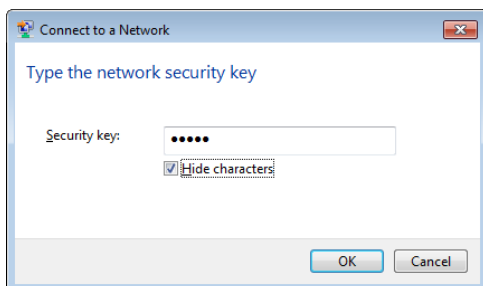 Connect to a Network
Type the network security key
Security key: •••••
Hide characters
OK Cancel